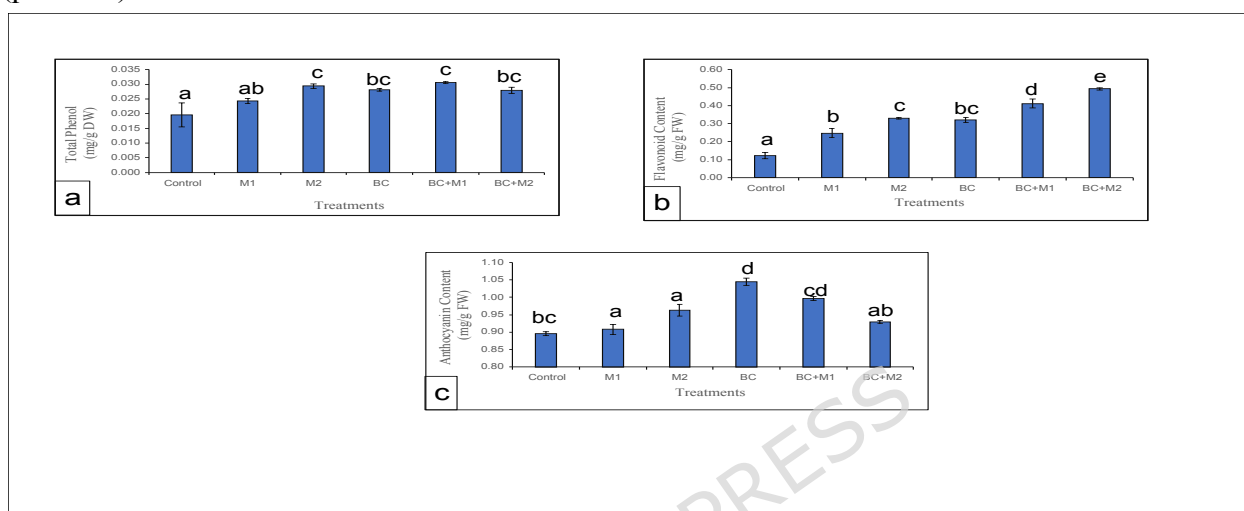 0.035
0.030
0.025
0.020
0.015
0.010
0.005
0.000
Total Phenol
(mg/g DW)
a
ab
c
bc
c
bc
Control
M1
M2
BC
BC+M1
BC+M2
Treatments
a
0.60
0.50
0.40
0.30
0.20
0.10
0.00
Flavonoid Content
(mg/g FW)
a
b
c
bc
d
e
Control
M1
M2
BC
BC+M1
BC+M2
Treatments
b
1.10
1.05
1.00
0.95
0.90
0.85
0.80
Anthocyanin Content
(mg/g FW)
bc
a
a
d
cd
ab
Control
M1
M2
BC
BC+M1
BC+M2
Treatments
c
PRESS